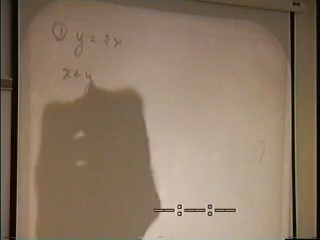 ① y = 2x
x + y
--:--:--